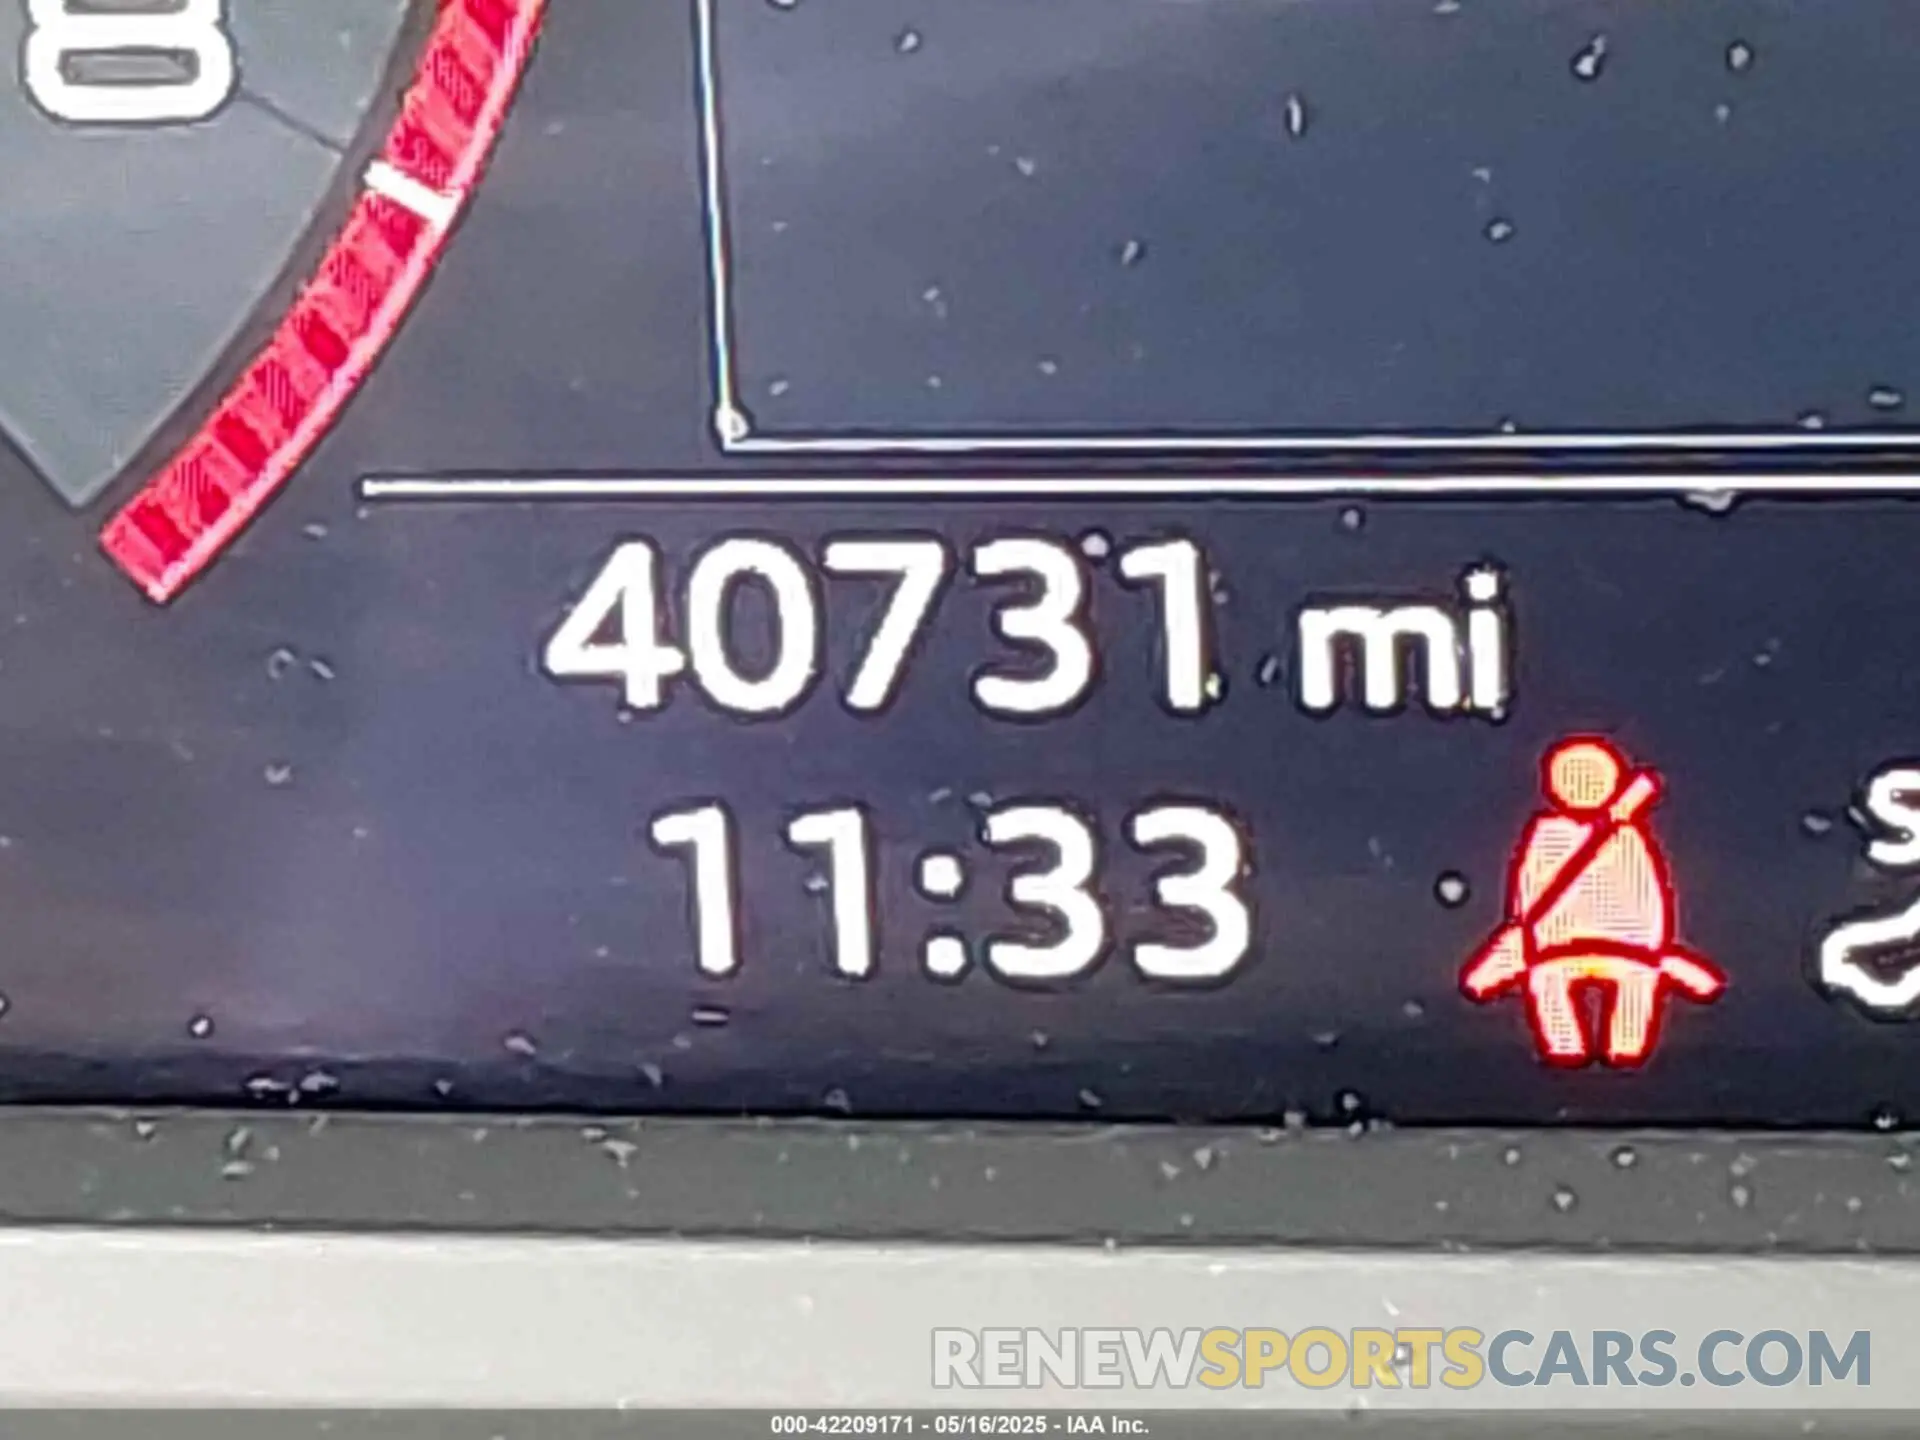 40731 mi
11:33
RENEWSPORTSCARS.COM
000-42209171 - 05/16/2025 - IAA Inc.